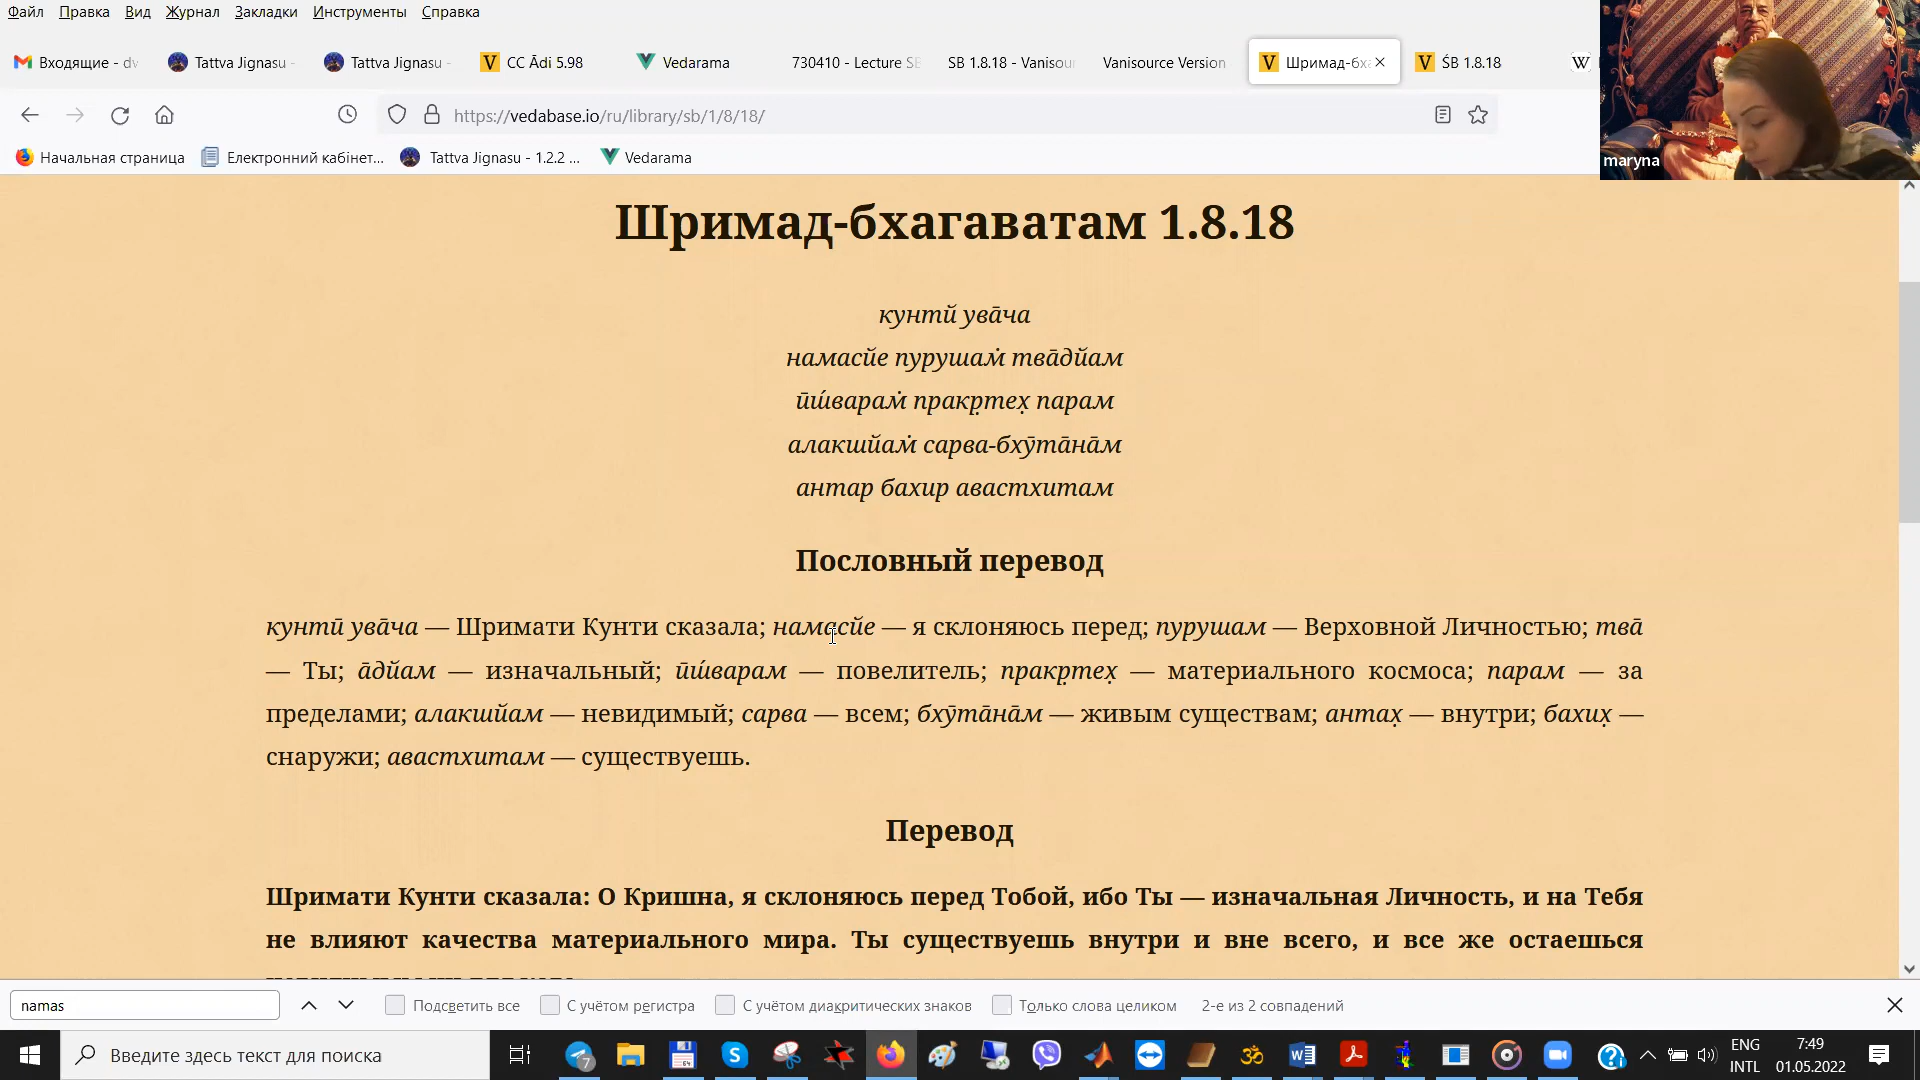 Файл Правка Вид Журнал Закладки Инструменты Справка
Входящие - dv Tattva Jignasu - Tattva Jignasu - CC Ādi 5.98 Vedarama 730410 - Lecture SB SB 1.8.18 - Vanisou Vanisource Version Шримад-бха ŚB 1.8.18
https://vedabase.io/ru/library/sb/1/8/18/
Начальная страница Електронний кабінет... Tattva Jignasu - 1.2.2 ... Vedarama
maryna
Шримад-бхагаватам 1.8.18
кунтӣ ува̄ча
намасйе пурушам̇ тва̄дйам
ӣш́варам̇ пракр̣тех̣ парам
алакшйам̇ сарва-бхӯта̄на̄м
антар бахир авастхитам
Пословный перевод
кунтӣ ува̄ча — Шримати Кунти сказала; намасйе — я склоняюсь перед; пурушам — Верховной Личностью; тва̄
— Ты; а̄дйам — изначальный; ӣш́варам — повелитель; пракр̣тех̣ — материального космоса; парам — за
пределами; алакшйам — невидимый; сарва — всем; бхӯта̄на̄м — живым существам; антах̣ — внутри; бахих̣ —
снаружи; авастхитам — существуешь.
Перевод
Шримати Кунти сказала: О Кришна, я склоняюсь перед Тобой, ибо Ты — изначальная Личность, и на Тебя
не влияют качества материального мира. Ты существуешь внутри и вне всего, и все же остаешься
namas Подсветить все С учётом регистра С учётом диакритических знаков Только слова целиком 2-е из 2 совпадений
Введите здесь текст для поиска
7
64
ENG
INTL
7:49
01.05.2022